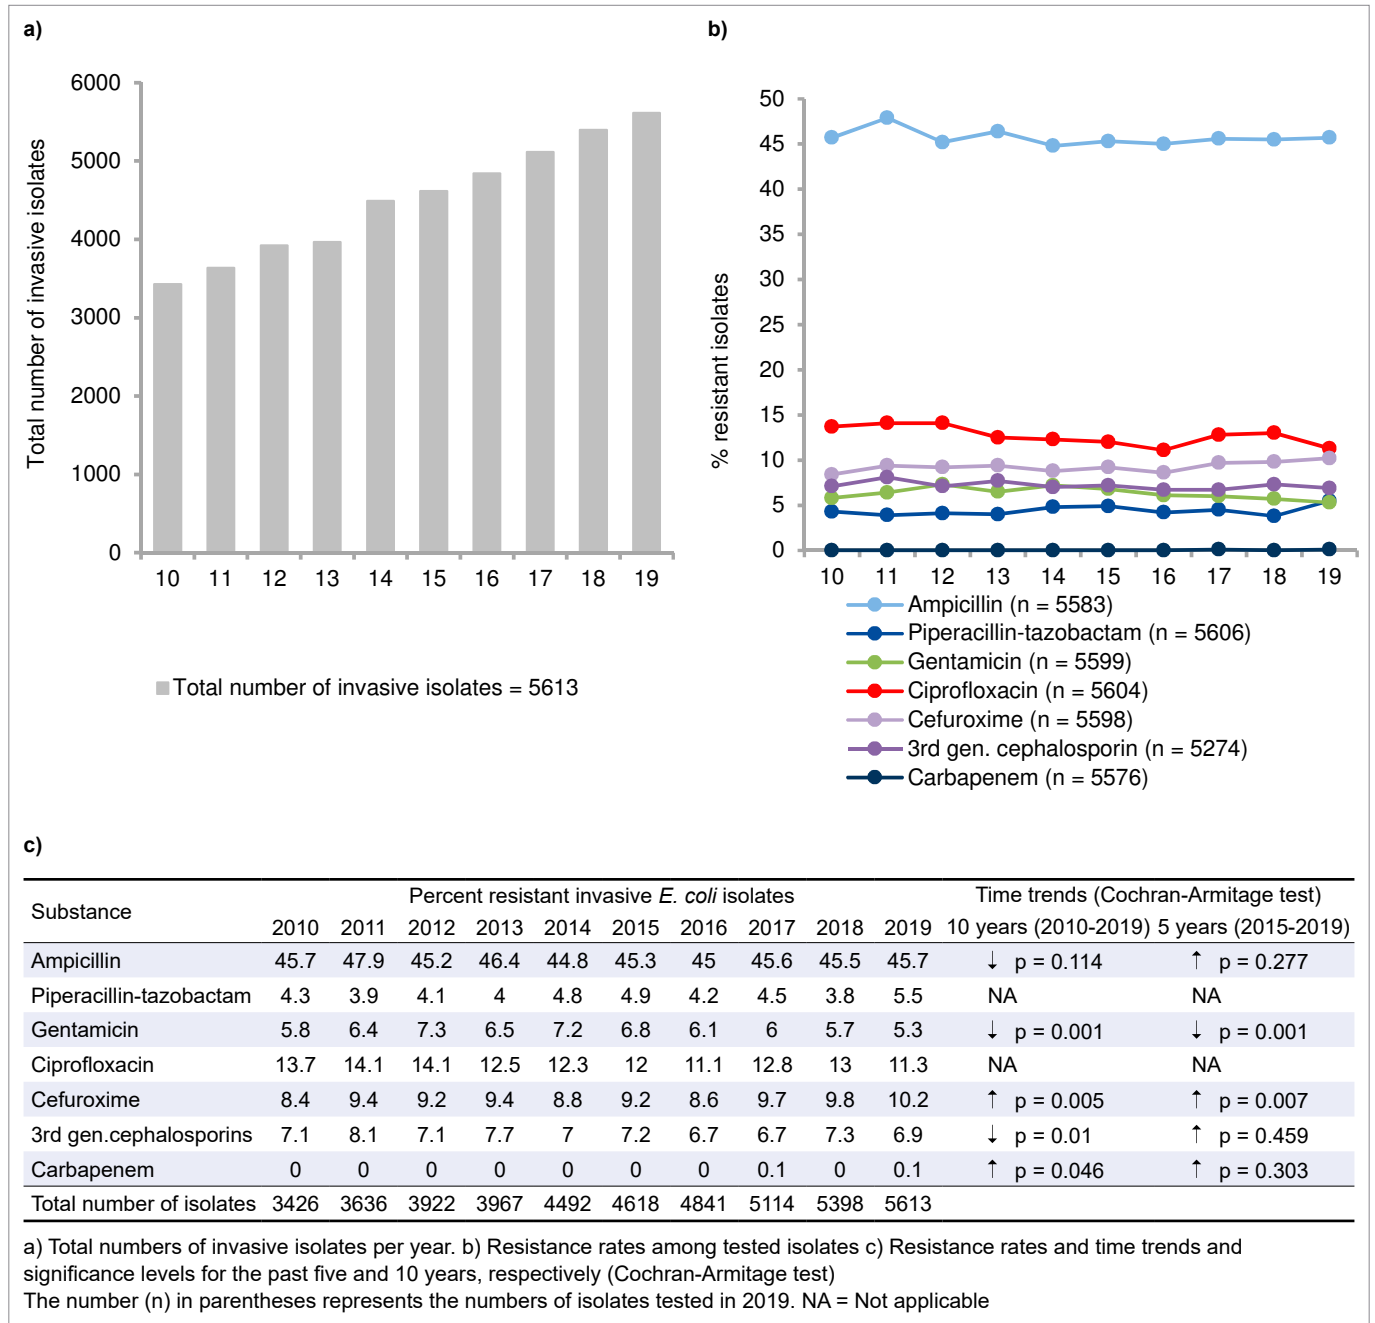 a)
Total number of invasive isolates
6000
5000
4000
3000
2000
1000
0
10 11 12 13 14 15 16 17 18 19
Total number of invasive isolates = 5613
b)
% resistant isolates
50
45
40
35
30
25
20
15
10
5
0
10 11 12 13 14 15 16 17 18 19
Ampicillin (n = 5583)
Piperacillin-tazobactam (n = 5606)
Gentamicin (n = 5599)
Ciprofloxacin (n = 5604)
Cefuroxime (n = 5598)
3rd gen. cephalosporin (n = 5274)
Carbapenem (n = 5576)
c)
Substance Percent resistant invasive E. coli isolates Time trends (Cochran-Armitage test)
2010 2011 2012 2013 2014 2015 2016 2017 2018 2019 10 years (2010-2019) 5 years (2015-2019)
Ampicillin 45.7 47.9 45.2 46.4 44.8 45.3 45 45.6 45.5 45.7 ↓ p = 0.114 ↑ p = 0.277
Piperacillin-tazobactam 4.3 3.9 4.1 4 4.8 4.9 4.2 4.5 3.8 5.5 NA NA
Gentamicin 5.8 6.4 7.3 6.5 7.2 6.8 6.1 6 5.7 5.3 ↓ p = 0.001 ↓ p = 0.001
Ciprofloxacin 13.7 14.1 14.1 12.5 12.3 12 11.1 12.8 13 11.3 NA NA
Cefuroxime 8.4 9.4 9.2 9.4 8.8 9.2 8.6 9.7 9.8 10.2 ↑ p = 0.005 ↑ p = 0.007
3rd gen.cephalosporins 7.1 8.1 7.1 7.7 7 7.2 6.7 6.7 7.3 6.9 ↓ p = 0.01 ↑ p = 0.459
Carbapenem 0 0 0 0 0 0 0 0.1 0 0.1 ↑ p = 0.046 ↑ p = 0.303
Total number of isolates 3426 3636 3922 3967 4492 4618 4841 5114 5398 5613
a) Total numbers of invasive isolates per year. b) Resistance rates among tested isolates c) Resistance rates and time trends and
significance levels for the past five and 10 years, respectively (Cochran-Armitage test)
The number (n) in parentheses represents the numbers of isolates tested in 2019. NA = Not applicable